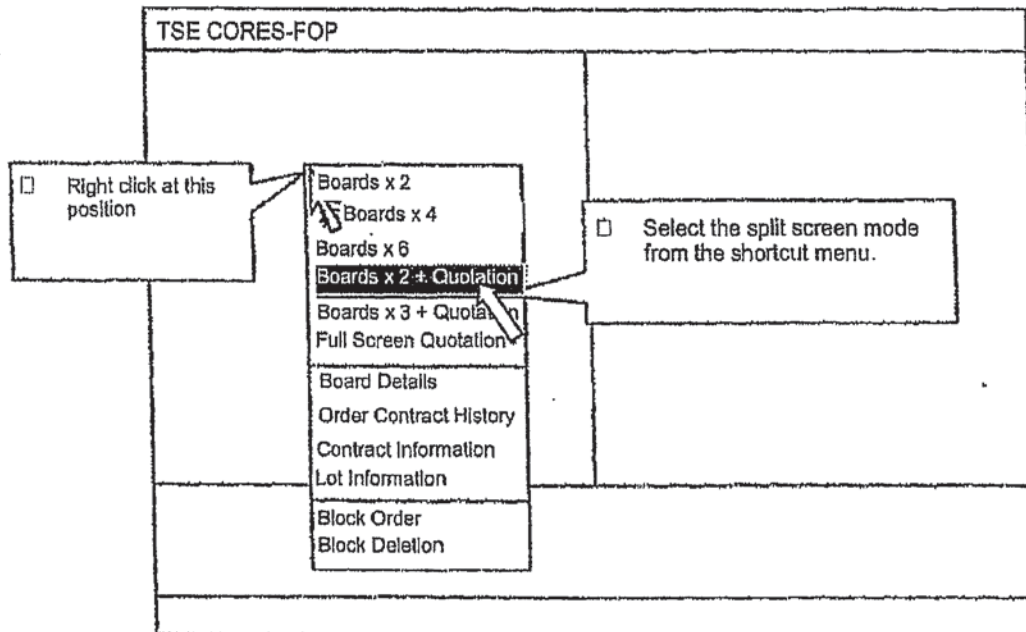 TSE CORES-FOP
Right click at this
position
Boards x 2
Boards x 4
Boards x 6
Boards x 2 + Quotation
Boards x 3 + Quotation
Full Screen Quotation
Board Details
Order Contract History
Contract Information
Lot Information
Block Order
Block Deletion
Select the split screen mode
from the shortcut menu.